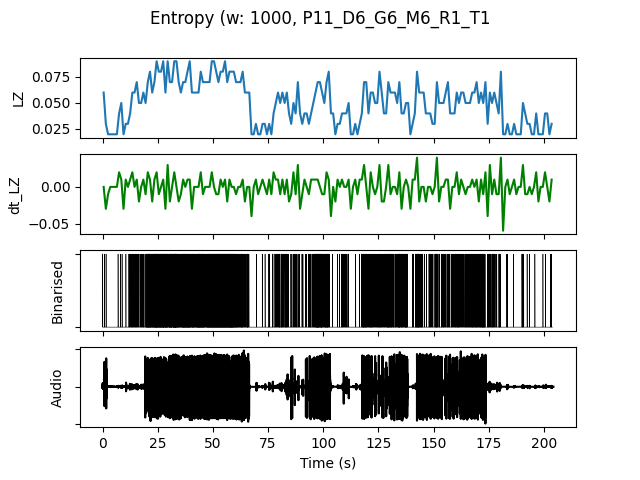 Entropy (w: 1000, P11_D6_G6_M6_R1_T1
LZ
0.075
0.050
0.025
dt_LZ
0.00
−0.05
Binarised
Audio
0 25 50 75 100 125 150 175 200
Time (s)